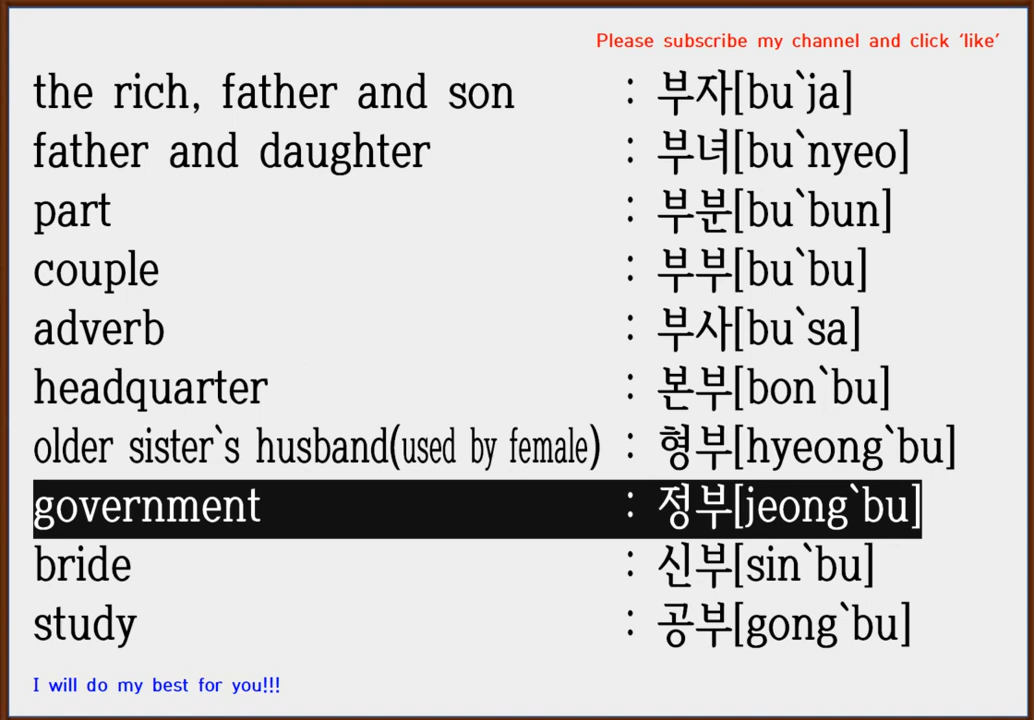 Please subscribe my channel and click ‘like’
the rich, father and son : 부자[bu`ja]
father and daughter : 부녀[bu`nyeo]
part : 부분[bu`bun]
couple : 부부[bu`bu]
adverb : 부사[bu`sa]
headquarter : 본부[bon`bu]
older sister`s husband(used by female) : 형부[hyeong`bu]
government : 정부[jeong`bu]
bride : 신부[sin`bu]
study : 공부[gong`bu]
I will do my best for you!!!